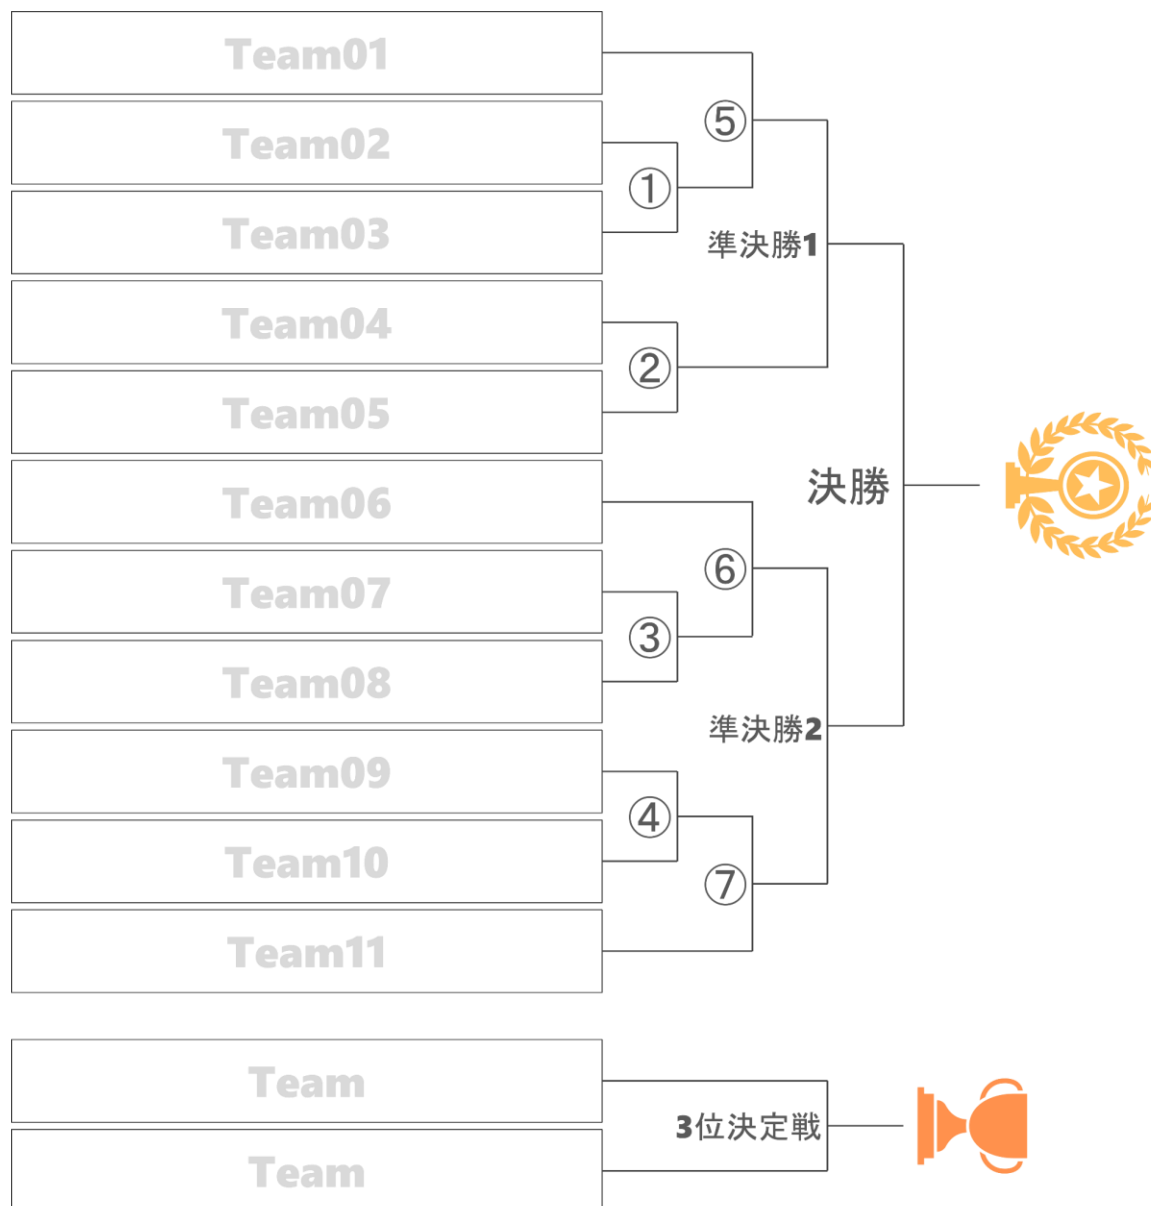 Team01
⑤
Team02
①
Team03
準決勝1
Team04
②
Team05
決勝
Team06
⑥
Team07
③
Team08
準決勝2
Team09
④
Team10
⑦
Team11
Team
3位決定戦
Team